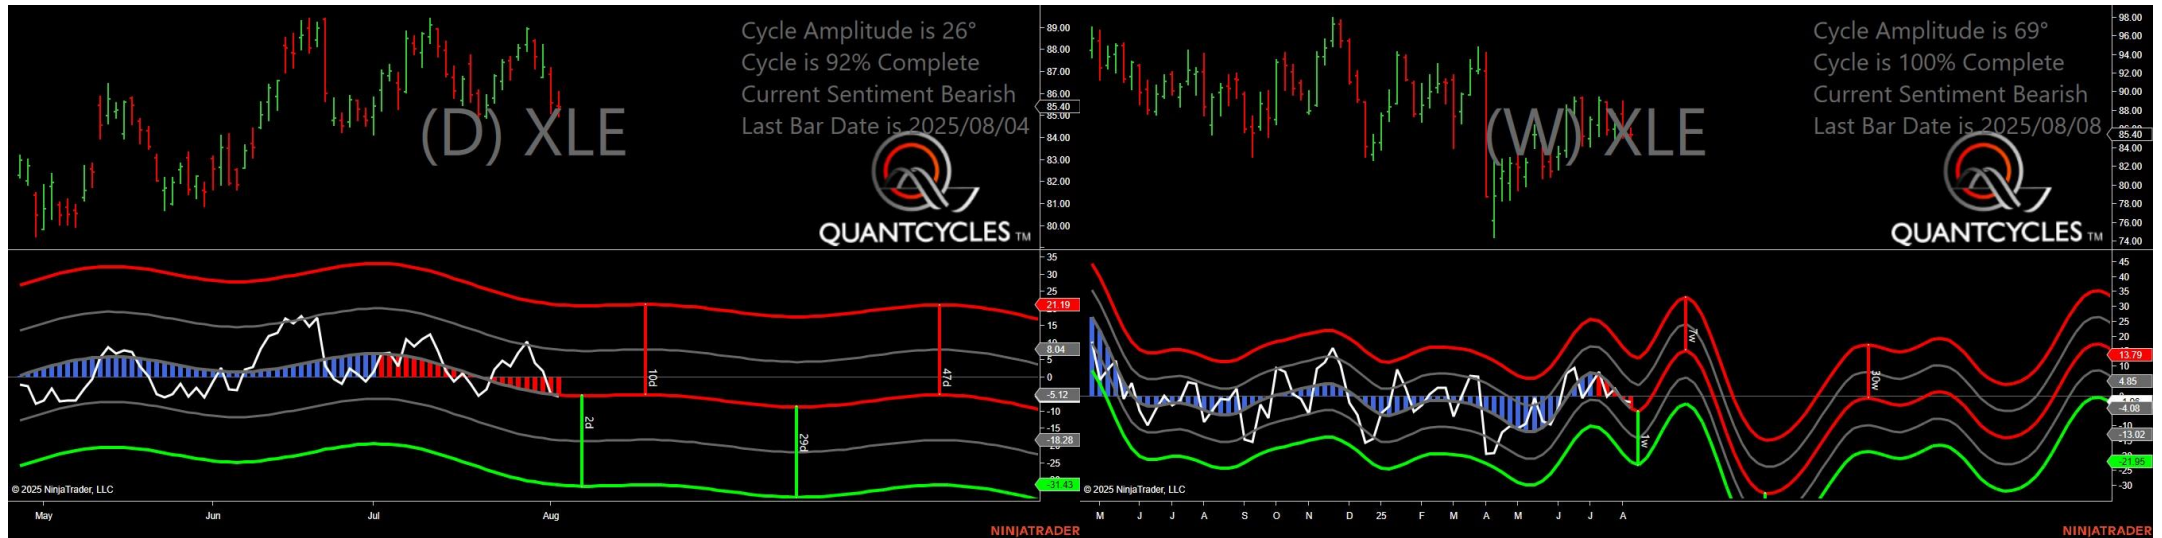 Cycle Amplitude is 26°
Cycle is 92% Complete
Current Sentiment Bearish
Last Bar Date is 2025/08/04
(D) XLE
QUANTCYCLES TM
89.00
88.00
87.00
86.00
85.40
85.00
84.00
83.00
82.00
81.00
80.00
35
30
25
21.19
15
10
8.04
5
0
-5.12
-10
-15
-18.28
-25
-31.43
2d
10d
29d
47d
© 2025 NinjaTrader, LLC
May
Jun
Jul
Aug
NINJATRADER
Cycle Amplitude is 69°
Cycle is 100% Complete
Current Sentiment Bearish
Last Bar Date is 2025/08/08
(W) XLE
QUANTCYCLES TM
98.00
96.00
94.00
92.00
90.00
88.00
85.40
84.00
82.00
80.00
78.00
76.00
74.00
45
40
35
30
25
20
13.79
10
4.85
-4.08
-10
-13.02
-21.95
-25
-30
1w
7w
30w
© 2025 NinjaTrader, LLC
M
J
J
A
S
O
N
D
25
F
M
A
M
J
J
A
NINJATRADER